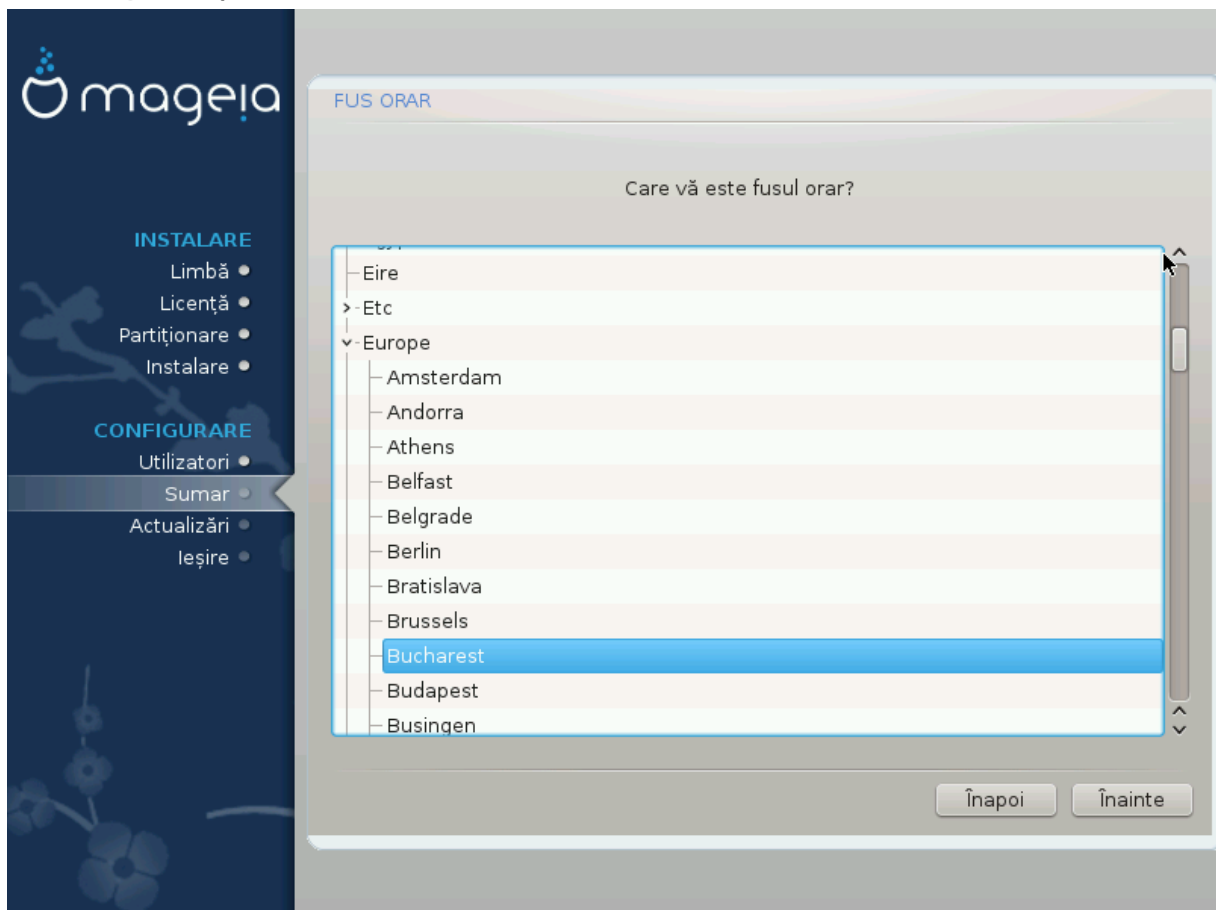 mageia
INSTALARE
Limbă
Licență
Partiționare
Instalare
CONFIGURARE
Utilizatori
Sumar
Actualizări
Ieșire
FUS ORAR
Care vă este fusul orar?
Eire
Etc
Europe
Amsterdam
Andorra
Athens
Belfast
Belgrade
Berlin
Bratislava
Brussels
Bucharest
Budapest
Busingen
Înapoi
Înainte